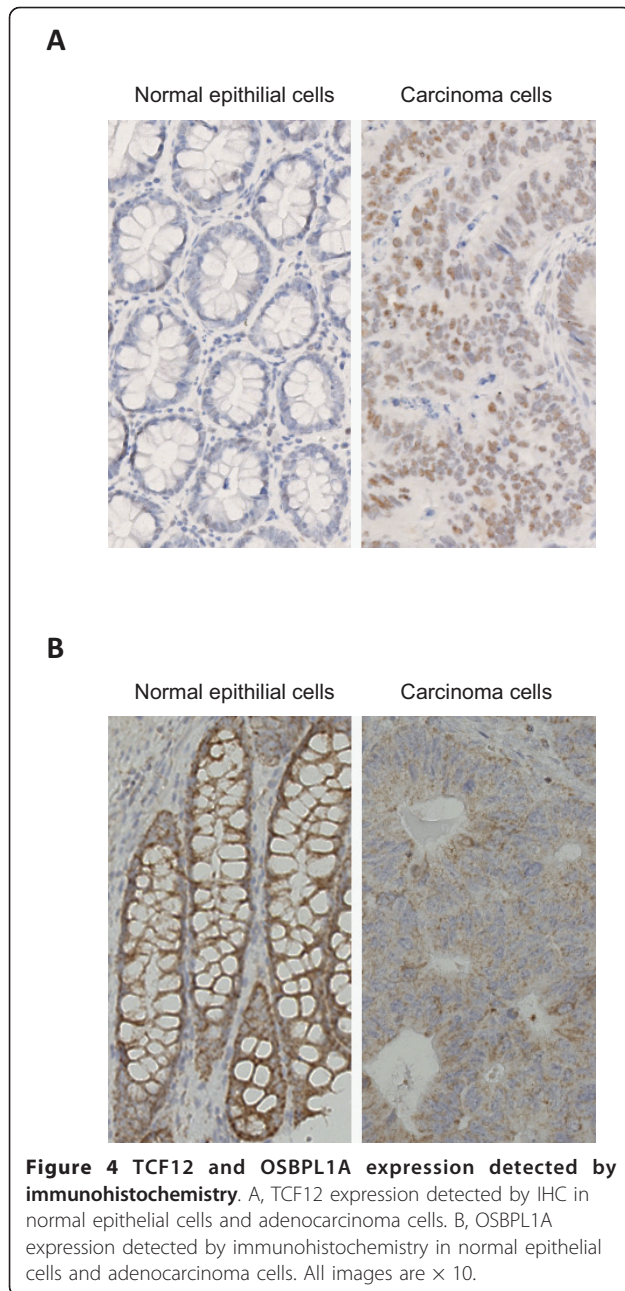 A
Normal epithilial cells Carcinoma cells
B
Normal epithilial cells Carcinoma cells
Figure 4 TCF12 and OSBPL1A expression detected by
immunohistochemistry. A, TCF12 expression detected by IHC in
normal epithelial cells and adenocarcinoma cells. B, OSBPL1A
expression detected by immunohistochemistry in normal epithelial
cells and adenocarcinoma cells. All images are × 10.